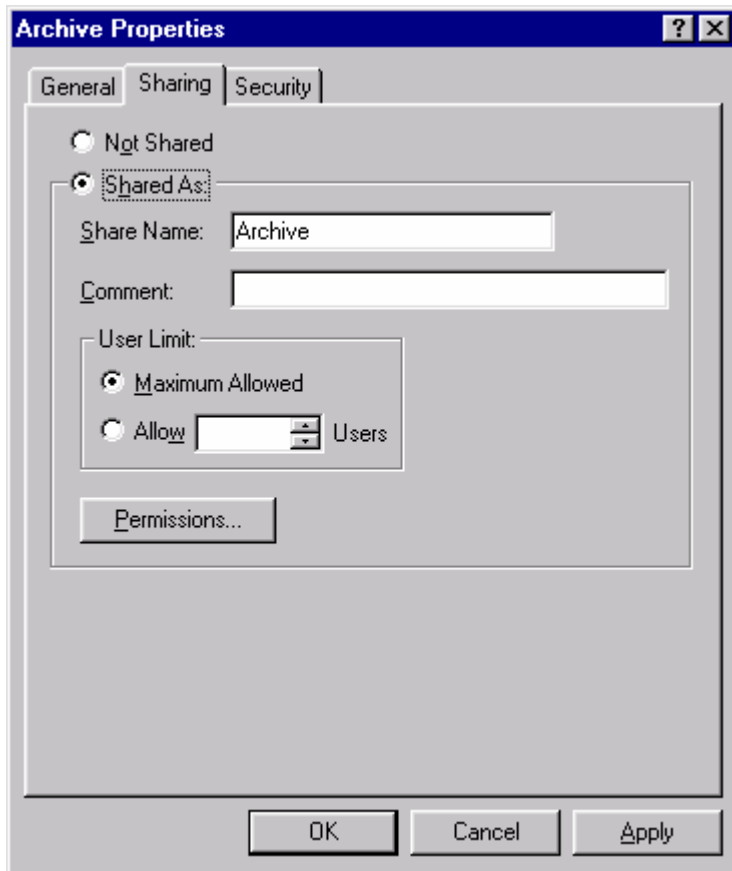 Archive Properties
General Sharing Security
Not Shared
Shared As:
Share Name: Archive
Comment:
User Limit:
Maximum Allowed
Allow Users
Permissions...
OK Cancel Apply